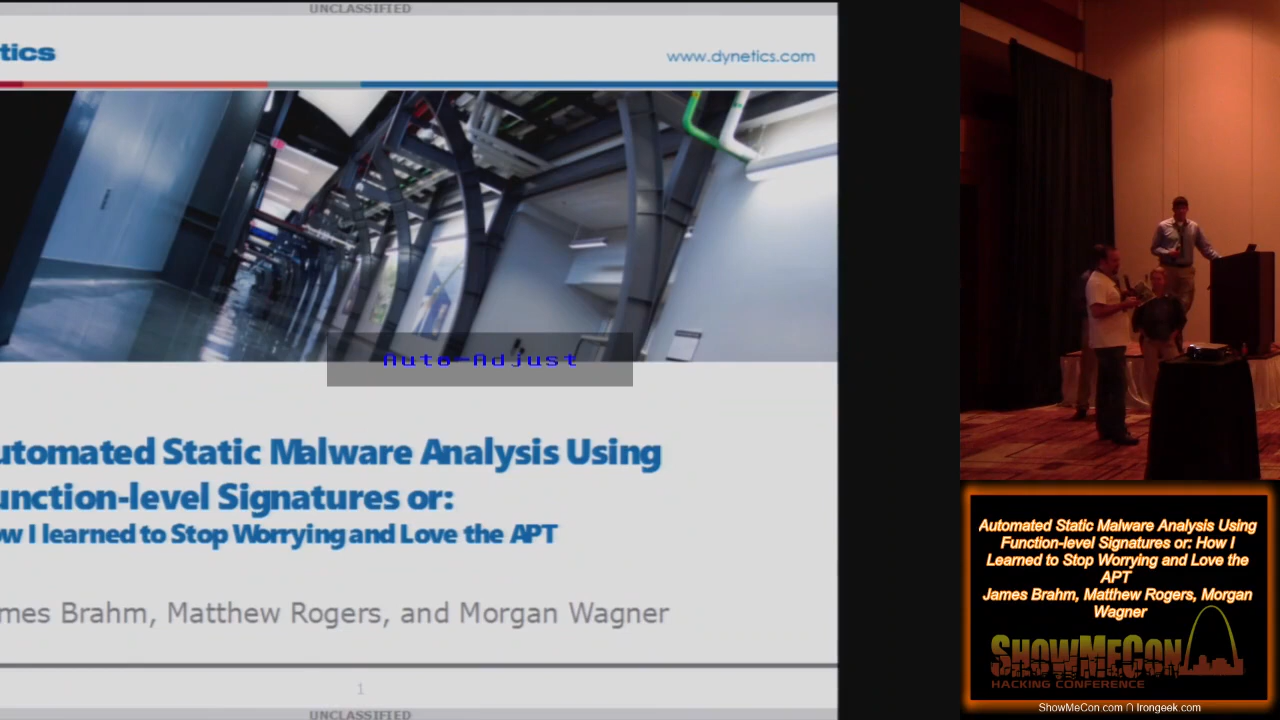 UNCLASSIFIED
tics
www.dynetics.com
Auto-Adjust
utomated Static Malware Analysis Using
unction-level Signatures or:
ow I learned to Stop Worrying and Love the APT
mes Brahm, Matthew Rogers, and Morgan Wagner
1
UNCLASSIFIED
Automated Static Malware Analysis Using
Function-level Signatures or: How I
Learned to Stop Worrying and Love the
APT
James Brahm, Matthew Rogers, Morgan
Wagner
ShowMeCon
HACKING CONFERENCE
ShowMeCon.com ∩ Irongeek.com